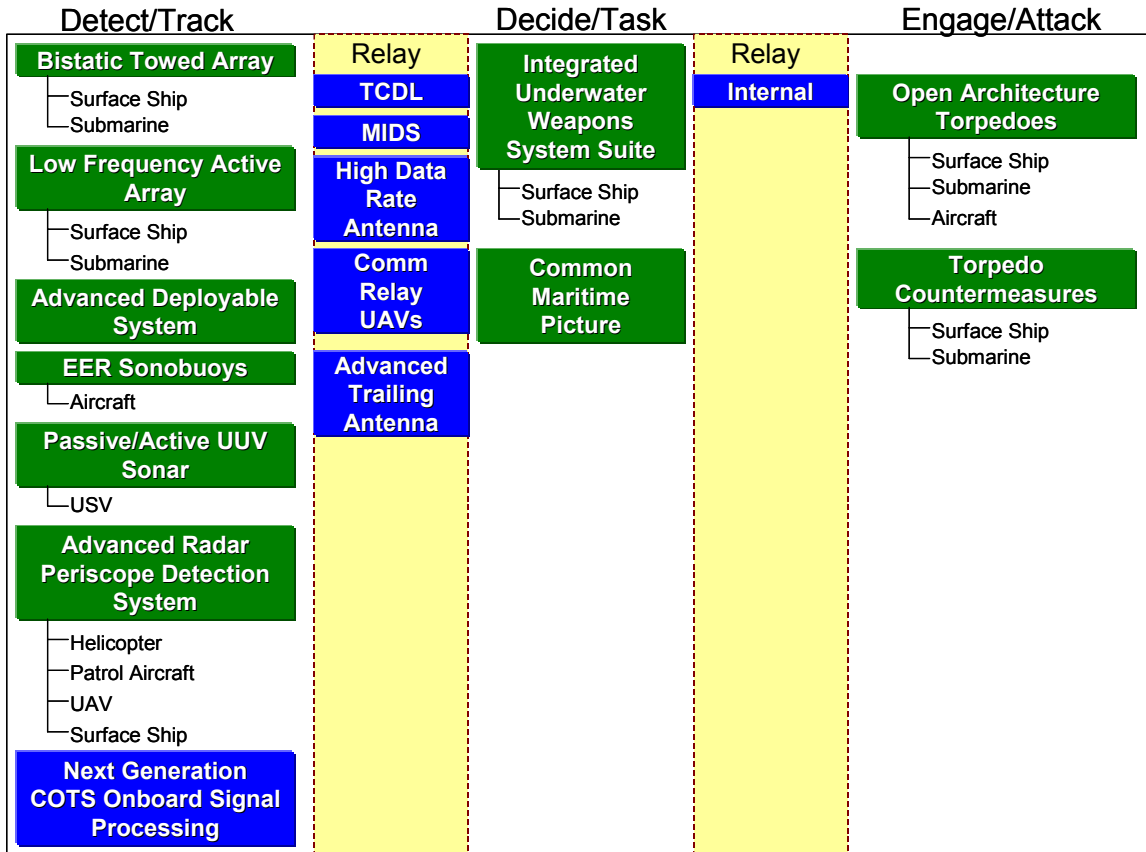 Detect/Track
Decide/Task
Engage/Attack
Bistatic Towed Array
Surface Ship
Submarine
Low Frequency Active
Array
Surface Ship
Submarine
Advanced Deployable
System
EER Sonobuoys
Aircraft
Passive/Active UUV
Sonar
USV
Advanced Radar
Periscope Detection
System
Helicopter
Patrol Aircraft
UAV
Surface Ship
Next Generation
COTS Onboard Signal
Processing
Relay
TCDL
MIDS
High Data
Rate
Antenna
Comm
Relay
UAVs
Advanced
Trailing
Antenna
Integrated
Underwater
Weapons
System Suite
Surface Ship
Submarine
Common
Maritime
Picture
Relay
Internal
Open Architecture
Torpedoes
Surface Ship
Submarine
Aircraft
Torpedo
Countermeasures
Surface Ship
Submarine